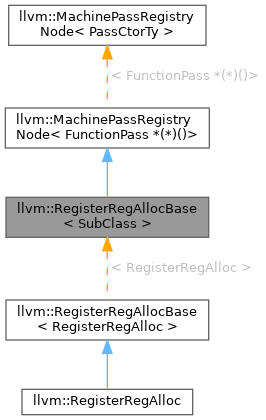 llvm::MachinePassRegistry
Node< PassCtorTy >
< FunctionPass *(*)()>
llvm::MachinePassRegistry
Node< FunctionPass *(*)()>
llvm::RegisterRegAllocBase
< SubClass >
< RegisterRegAlloc >
llvm::RegisterRegAllocBase
< RegisterRegAlloc >
llvm::RegisterRegAlloc